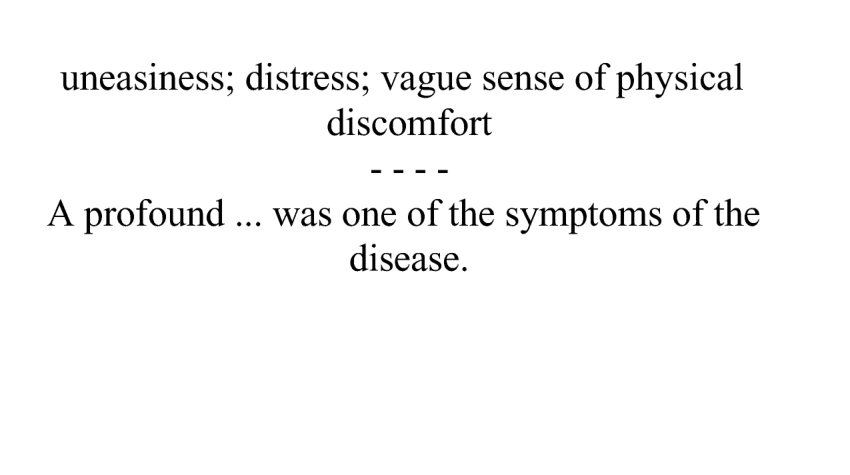 uneasiness; distress; vague sense of physical
discomfort
- - - -
A profound ... was one of the symptoms of the
disease.